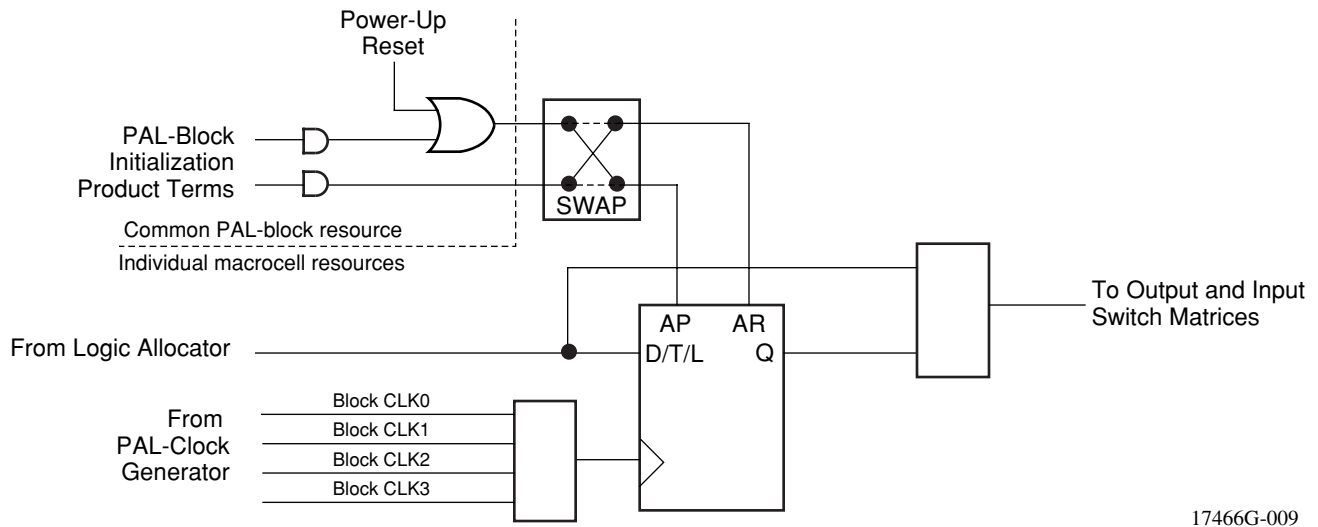 Power-Up
Reset
PAL-Block
Initialization
Product Terms
SWAP
Common PAL-block resource
Individual macrocell resources
To Output and Input
Switch Matrices
AP AR
From Logic Allocator
D/T/L Q
Block CLK0
From
PAL-Clock
Generator
Block CLK1
Block CLK2
Block CLK3
17466G-009